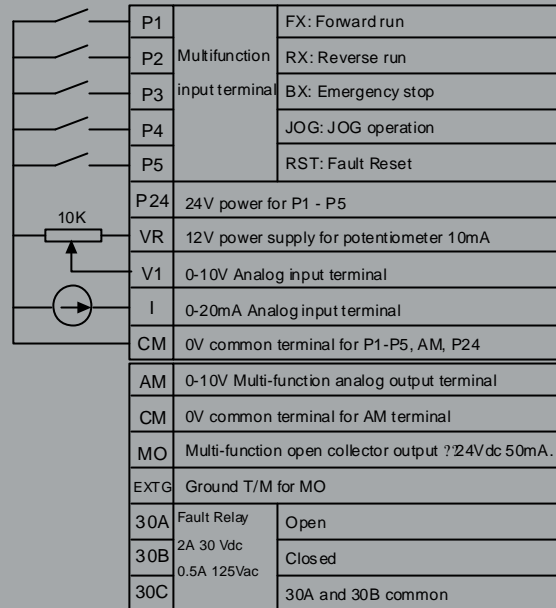 P1 FX: Forward run
P2 Multifunction RX: Reverse run
P3 input terminal BX: Emergency stop
P4 JOG: JOG operation
P5 RST: Fault Reset
P24 24V power for P1 - P5
10K
VR 12V power supply for potentiometer 10mA
V1 0-10V Analog input terminal
I 0-20mA Analog input terminal
CM 0V common terminal for P1-P5, AM, P24
AM 0-10V Multi-function analog output terminal
CM 0V common terminal for AM terminal
MO Multi-function open collector output ??24Vdc 50mA.
EXTG Ground T/M for MO
30A Fault Relay Open
30B 2A 30 Vdc Closed
0.5A 125Vac
30C 30A and 30B common